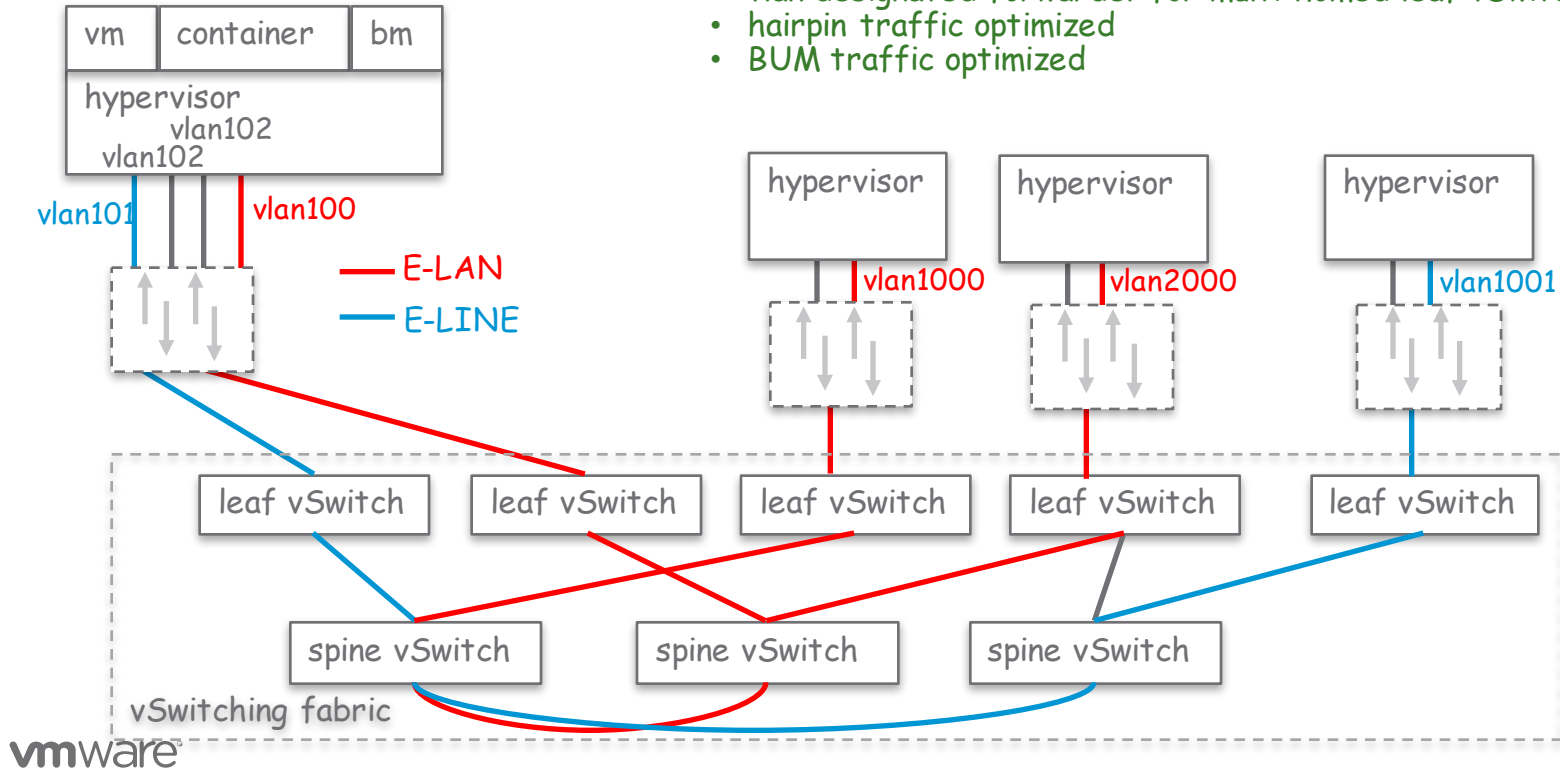 • hairpin traffic optimized
• BUM traffic optimized
vm container bm
hypervisor
vlan102
vlan102
vlan101 vlan100
E-LAN
E-LINE
hypervisor hypervisor hypervisor
vlan1000 vlan2000 vlan1001
leaf vSwitch leaf vSwitch leaf vSwitch leaf vSwitch leaf vSwitch
spine vSwitch spine vSwitch spine vSwitch
vSwitching fabric
vmware